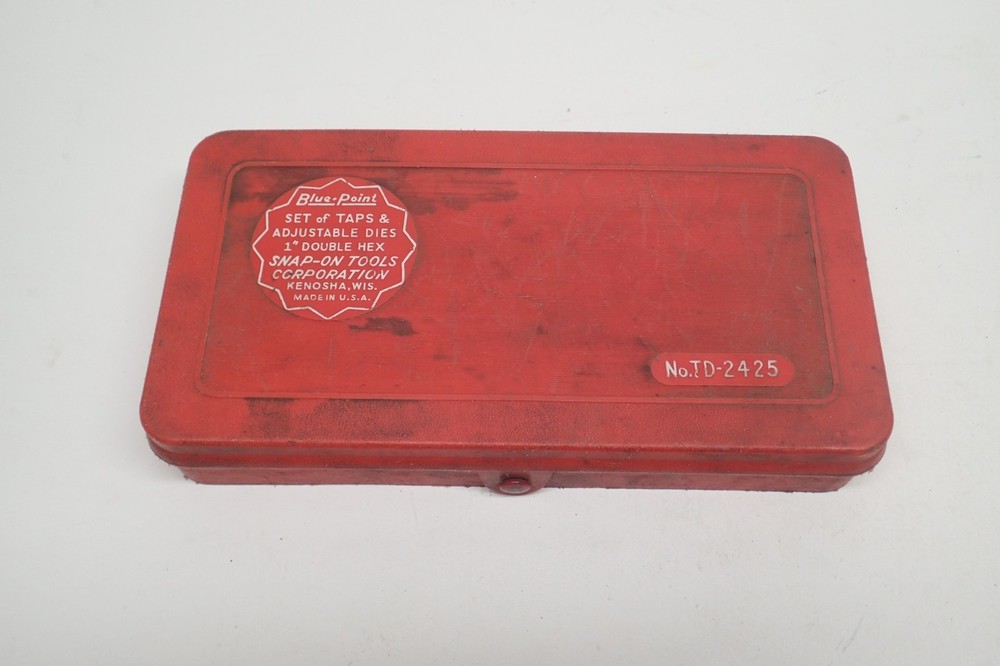 Blue-Point
SET of TAPS &
ADJUSTABLE DIES
1" DOUBLE HEX
SNAP-ON TOOLS
CORPORATION
KENOSHA, WIS.
MADE IN U.S.A.
No. TD-2425